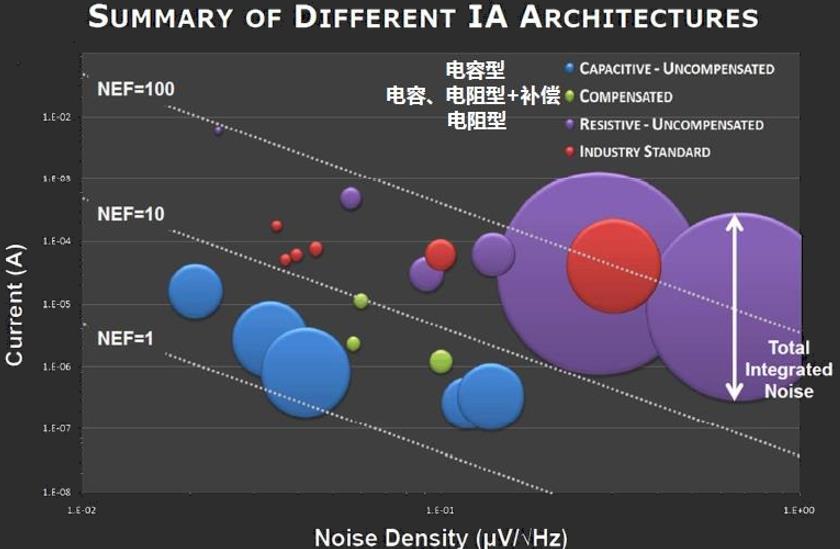 SUMMARY OF DIFFERENT IA ARCHITECTURES
电容型
电容、电阻型+补偿
电阻型
CAPACITIVE - UNCOMPENSATED
COMPENSATED
RESISTIVE - UNCOMPENSATED
INDUSTRY STANDARD
NEF=100
NEF=10
NEF=1
Current (A)
1.E-02
1.E-03
1.E-04
1.E-05
1.E-06
1.E-07
1.E-08
Total
Integrated
Noise
1.E-02
1.E-01
1.E+00
Noise Density (µV/√Hz)